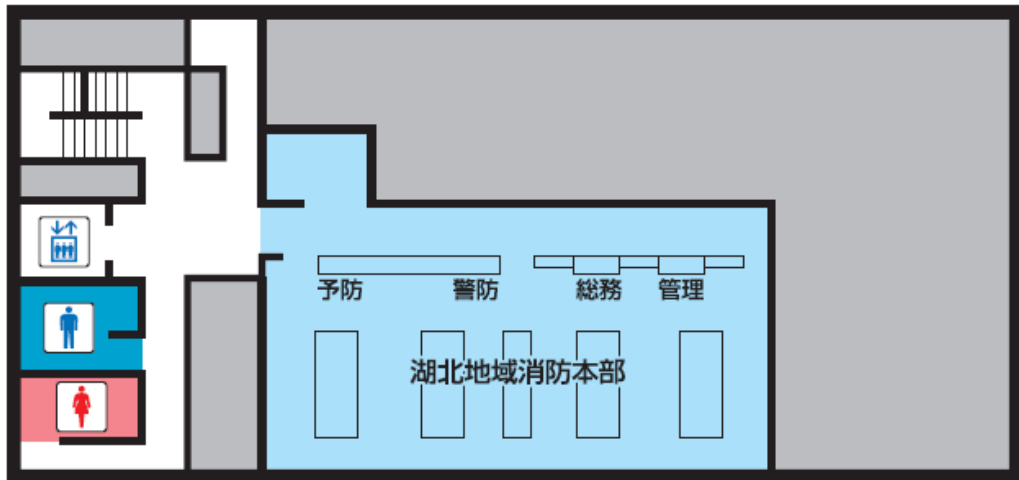 予防
警防
総務
管理
湖北地域消防本部